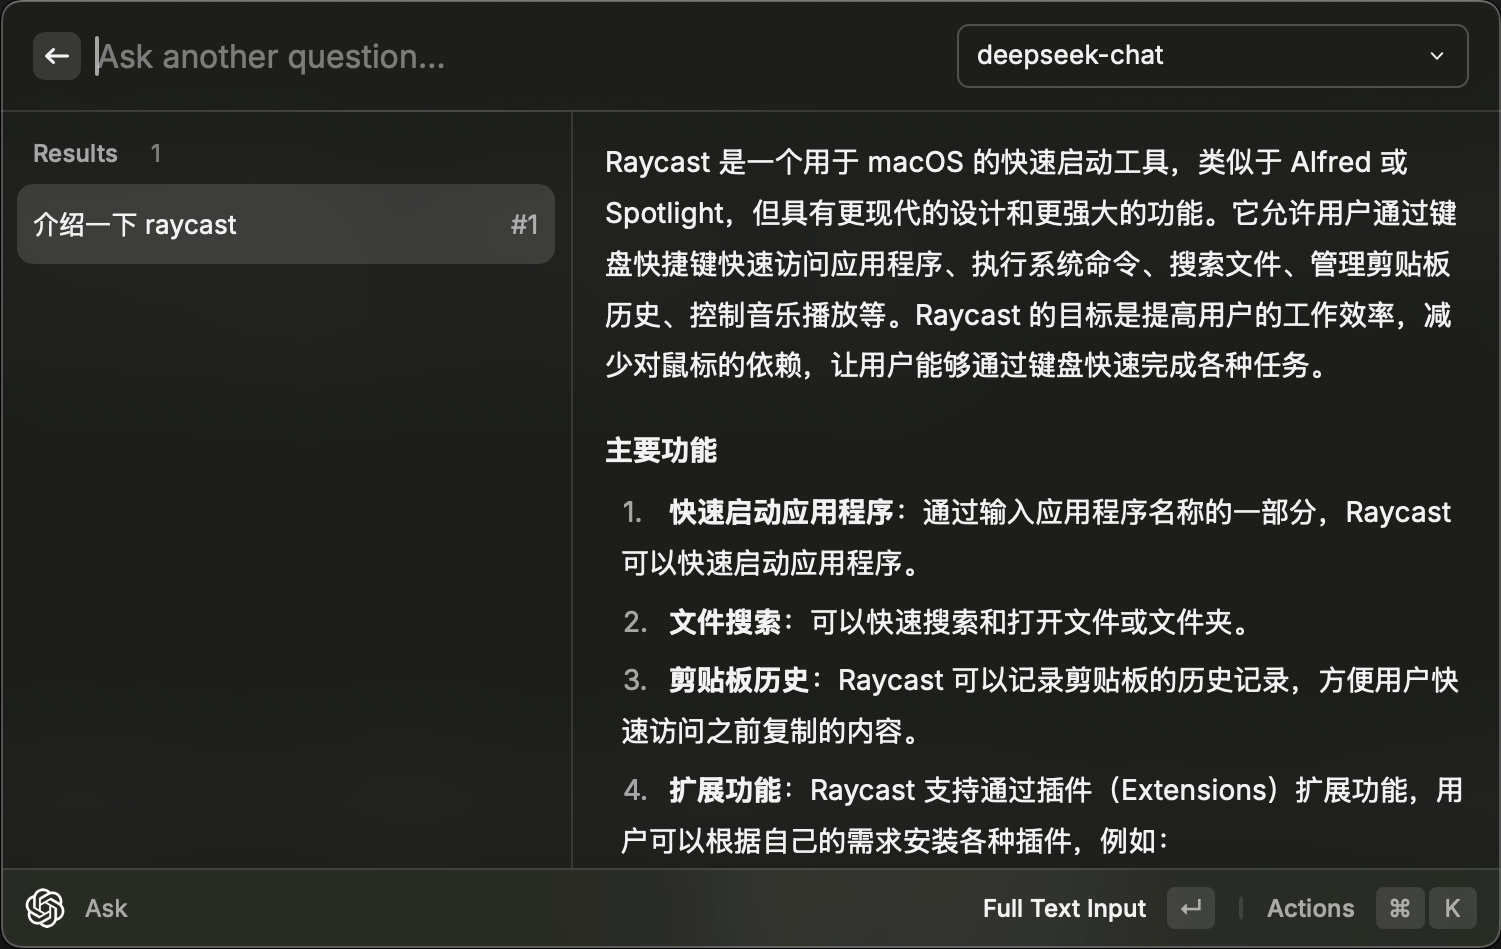 Ask another question...
deepseek-chat
Results 1
介绍一下 raycast #1
Raycast 是一个用于 macOS 的快速启动工具，类似于 Alfred 或
Spotlight，但具有更现代的设计和更强大的功能。它允许用户通过键
盘快捷键快速访问应用程序、执行系统命令、搜索文件、管理剪贴板
历史、控制音乐播放等。Raycast 的目标是提高用户的工作效率，减
少对鼠标的依赖，让用户能够通过键盘快速完成各种任务。
主要功能
1. 快速启动应用程序：通过输入应用程序名称的一部分，Raycast
可以快速启动应用程序。
2. 文件搜索：可以快速搜索和打开文件或文件夹。
3. 剪贴板历史：Raycast 可以记录剪贴板的历史记录，方便用户快
速访问之前复制的内容。
4. 扩展功能：Raycast 支持通过插件（Extensions）扩展功能，用
户可以根据自己的需求安装各种插件，例如：
Ask
Full Text Input ↵ | Actions ⌘ K